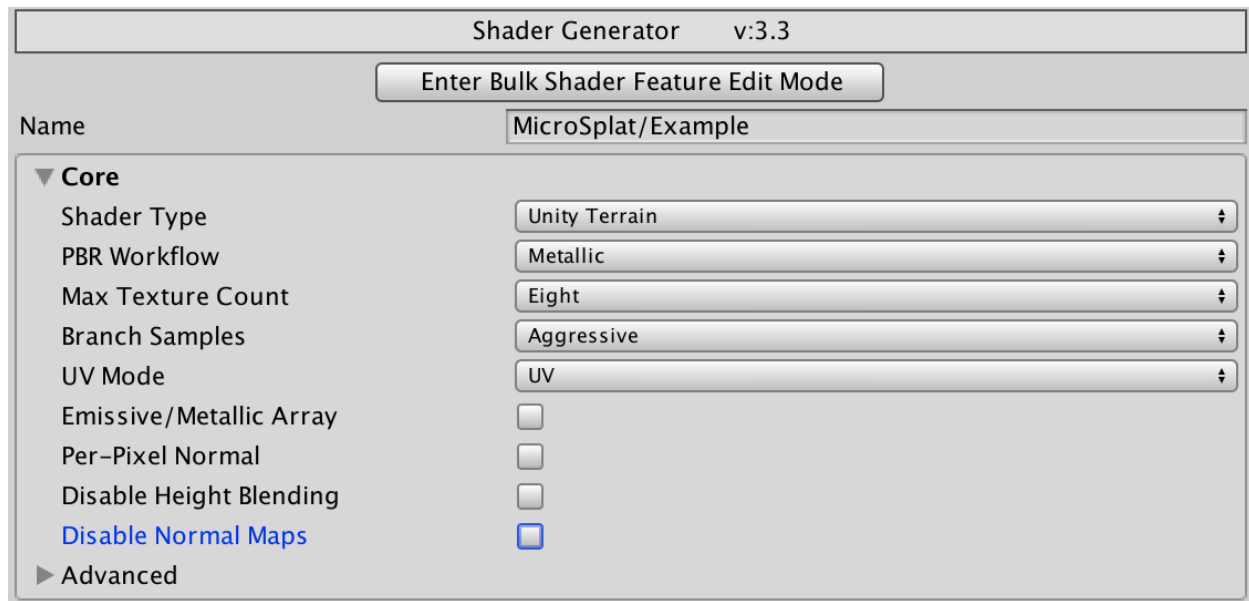 Shader Generator v:3.3
Enter Bulk Shader Feature Edit Mode
Name MicroSplat/Example
Core
Shader Type Unity Terrain
PBR Workflow Metallic
Max Texture Count Eight
Branch Samples Aggressive
UV Mode UV
Emissive/Metallic Array
Per-Pixel Normal
Disable Height Blending
Disable Normal Maps
Advanced